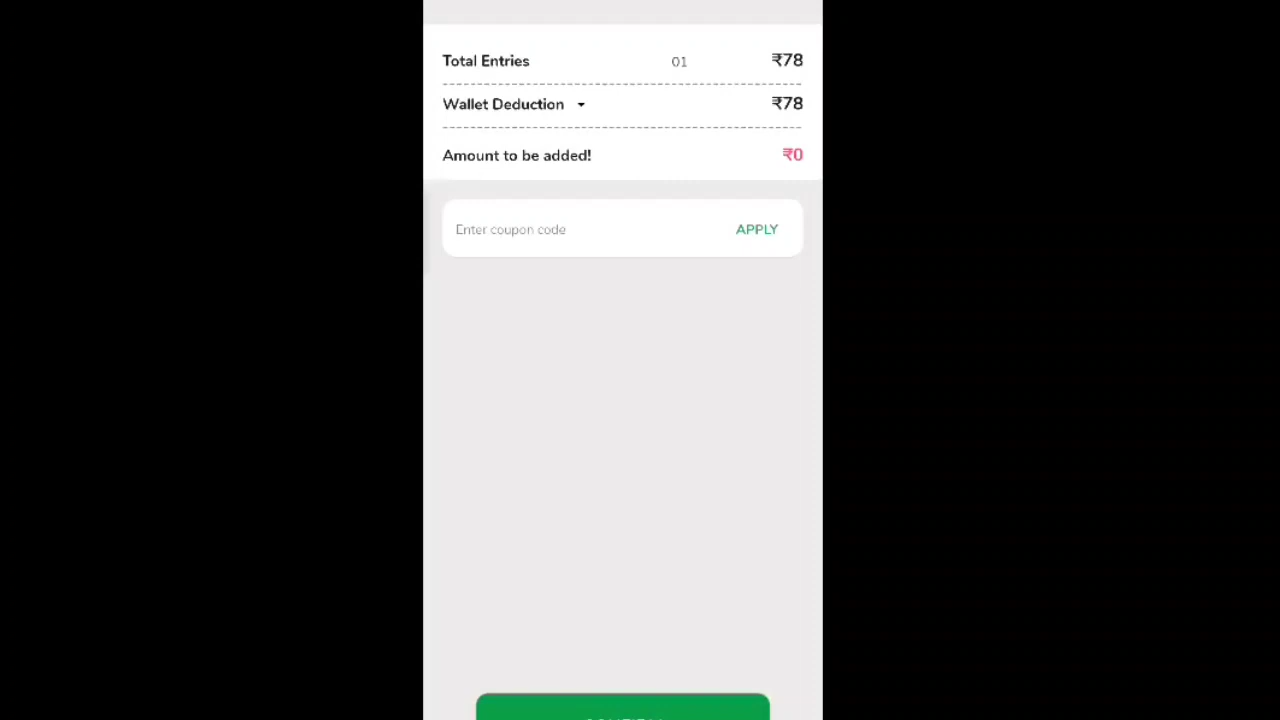 Total Entries 01 ₹78
Wallet Deduction ₹78
Amount to be added! ₹0
Enter coupon code APPLY